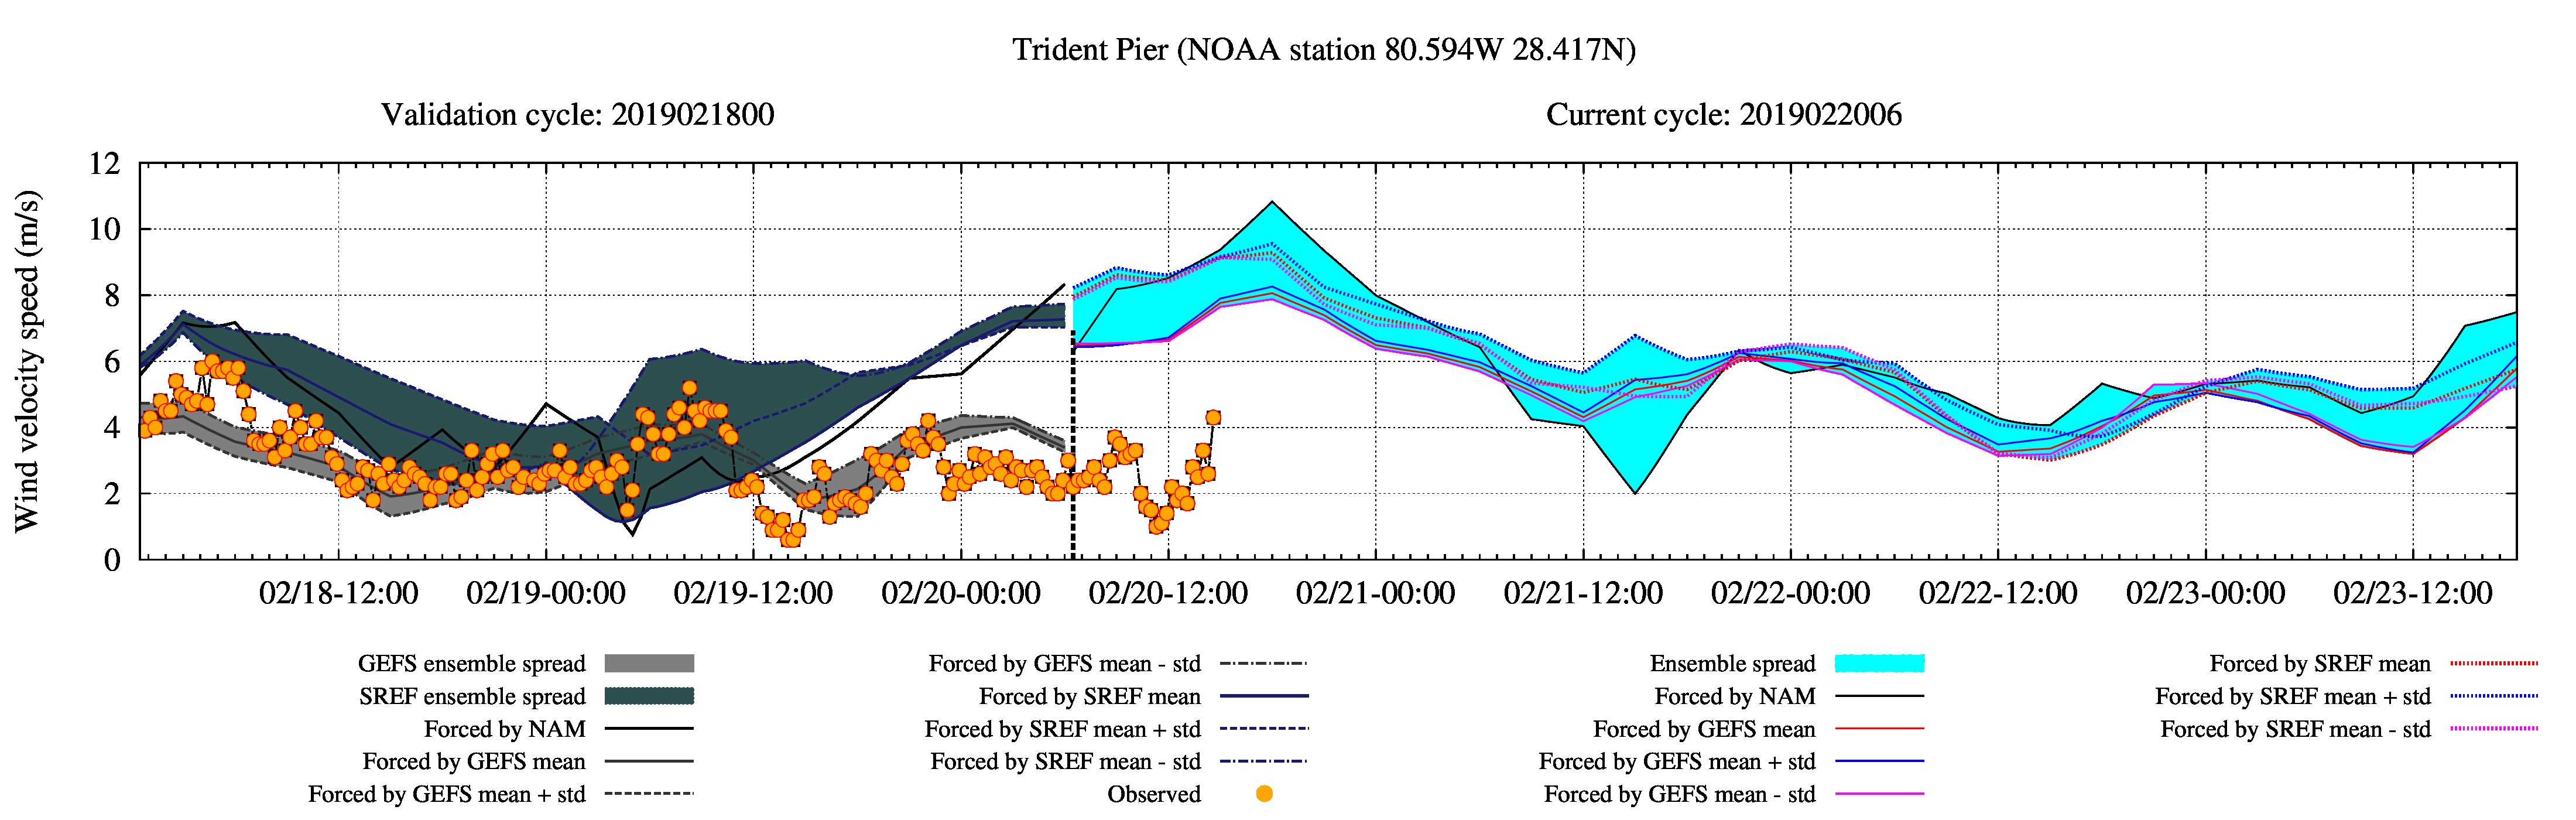 Trident Pier (NOAA station 80.594W 28.417N)
Validation cycle: 2019021800
Current cycle: 2019022006
Wind velocity speed (m/s)
12
10
8
6
4
2
0
02/18-12:00 02/19-00:00 02/19-12:00 02/20-00:00 02/20-12:00 02/21-00:00 02/21-12:00 02/22-00:00 02/22-12:00 02/23-00:00 02/23-12:00
GEFS ensemble spread
SREF ensemble spread
Forced by NAM
Forced by GEFS mean
Forced by GEFS mean + std
Forced by GEFS mean - std
Forced by SREF mean
Forced by SREF mean + std
Forced by SREF mean - std
Observed
Ensemble spread
Forced by NAM
Forced by GEFS mean
Forced by GEFS mean + std
Forced by GEFS mean - std
Forced by SREF mean
Forced by SREF mean + std
Forced by SREF mean - std